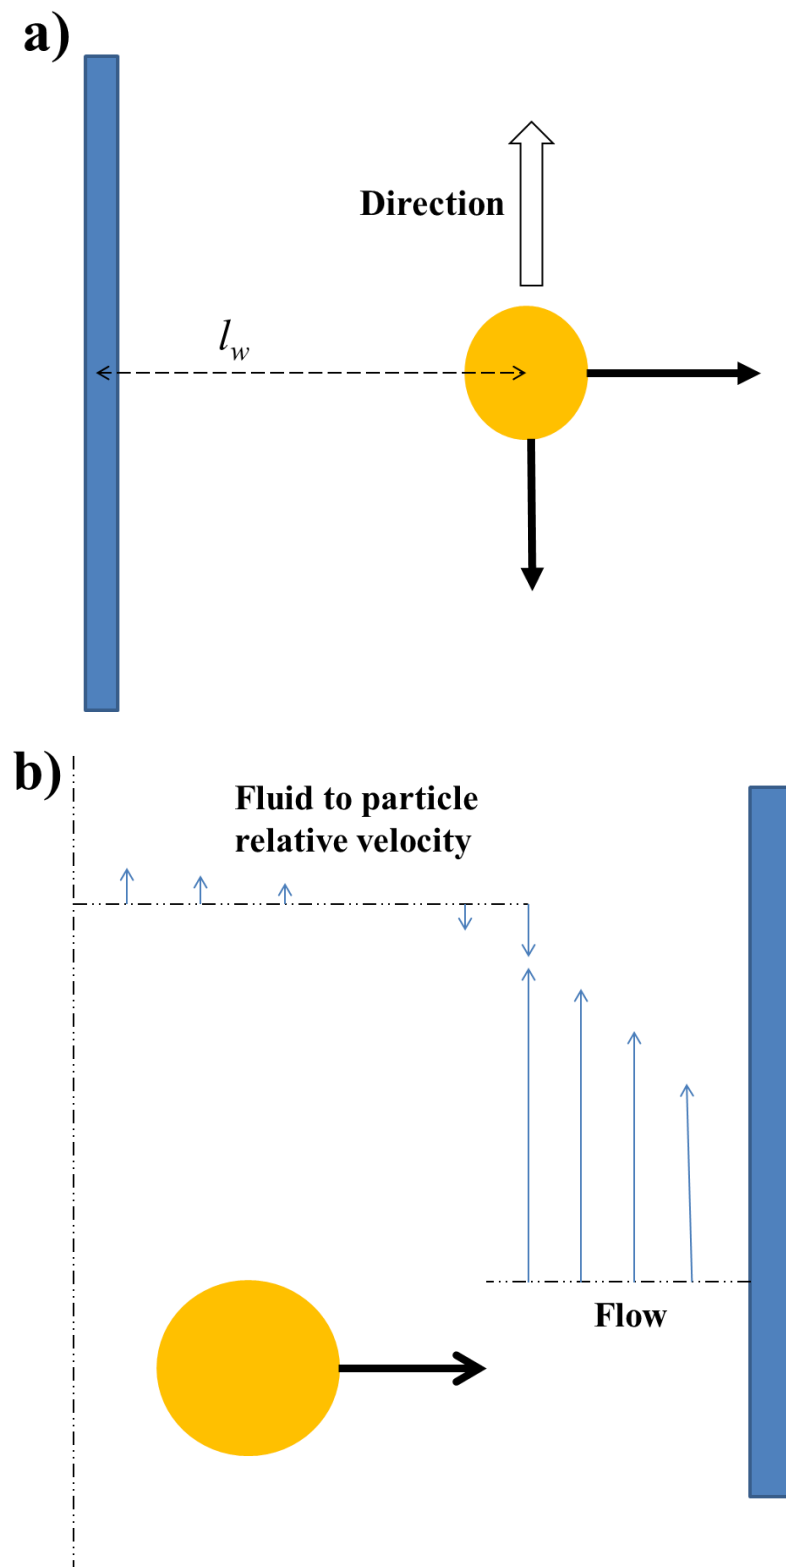 a)
Direction
l_w
b)
Fluid to particle
relative velocity
Flow